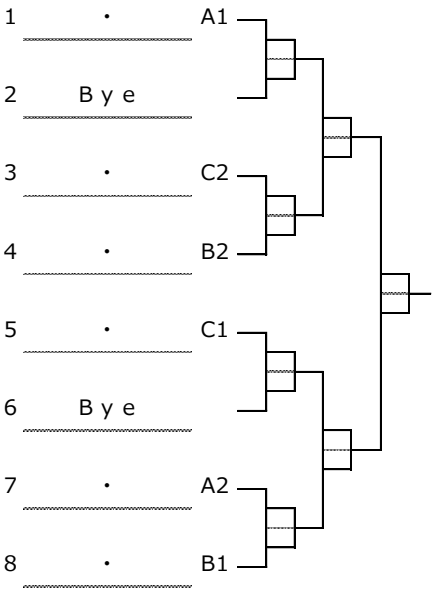 1 · A1
2 Bye
3 · C2
4 · B2
5 · C1
6 Bye
7 · A2
8 · B1